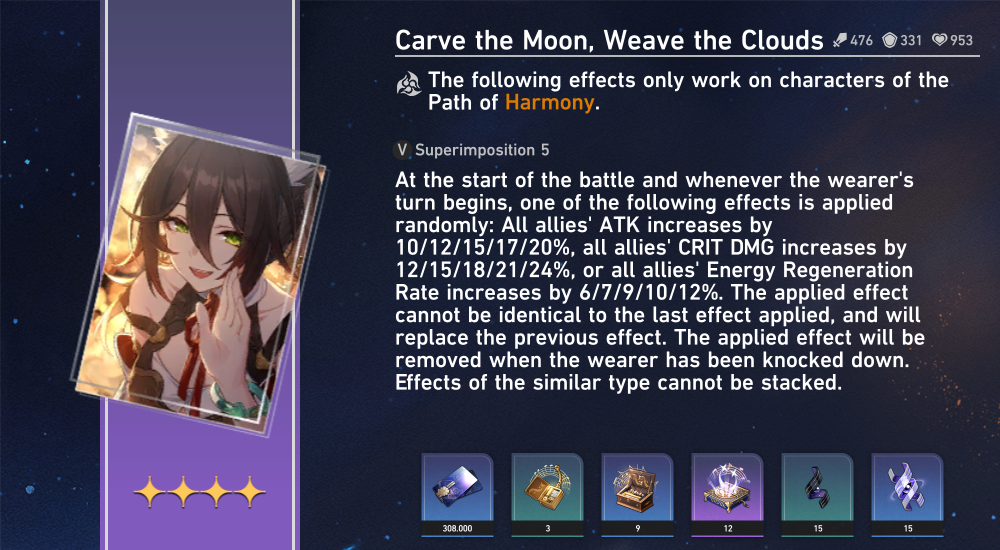 Carve the Moon, Weave the Clouds 476 331 953
The following effects only work on characters of the
Path of Harmony.
V Superimposition 5
At the start of the battle and whenever the wearer's
turn begins, one of the following effects is applied
randomly: All allies' ATK increases by
10/12/15/17/20%, all allies' CRIT DMG increases by
12/15/18/21/24%, or all allies' Energy Regeneration
Rate increases by 6/7/9/10/12%. The applied effect
cannot be identical to the last effect applied, and will
replace the previous effect. The applied effect will be
removed when the wearer has been knocked down.
Effects of the similar type cannot be stacked.
308.000 3 9 12 15 15